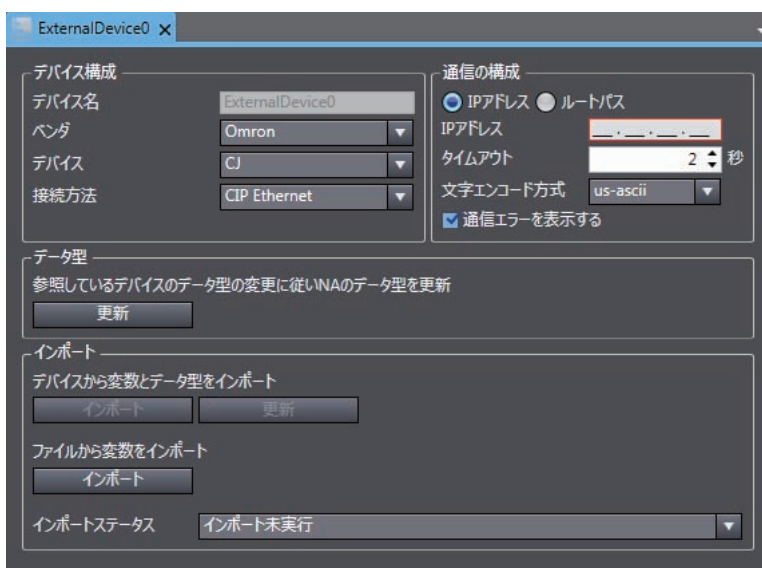 ExternalDevice0
デバイス構成
デバイス名 ExternalDevice0
ベンダ Omron
デバイス CJ
接続方法 CIP Ethernet
通信の構成
IPアドレス ルートパス
IPアドレス __.__.__.__
タイムアウト 2 秒
文字エンコード方式 us-ascii
通信エラーを表示する
データ型
参照しているデバイスのデータ型の変更に従いNAのデータ型を更新
更新
インポート
デバイスから変数とデータ型をインポート
インポート 更新
ファイルから変数をインポート
インポート
インポートステータス インポート未実行